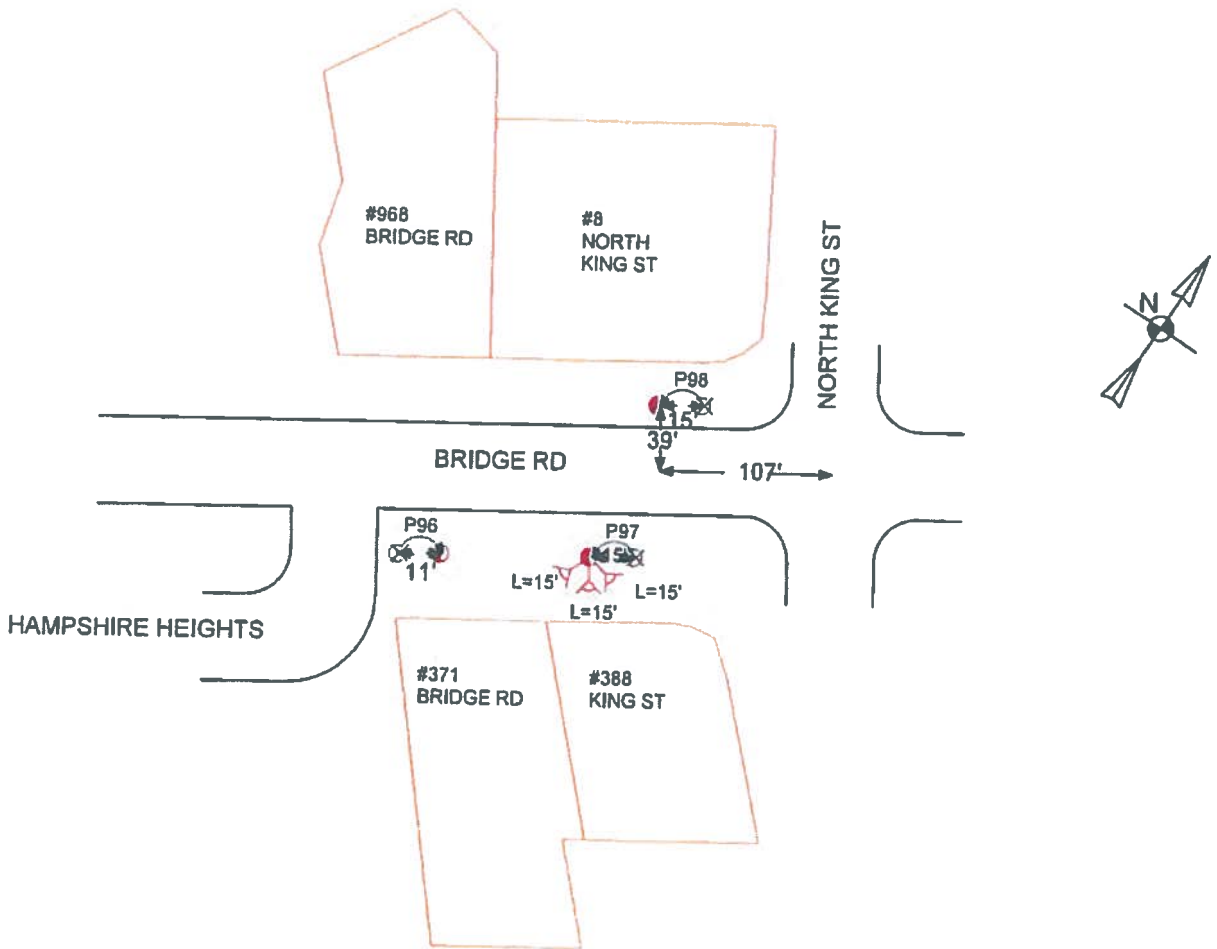 #968
BRIDGE RD
#8
NORTH
KING ST
NORTH KING ST
N
P98
15'
39'
BRIDGE RD
107'
P96
11'
P97
L=15'
L=15'
L=15'
HAMPSHIRE HEIGHTS
#371
BRIDGE RD
#388
KING ST